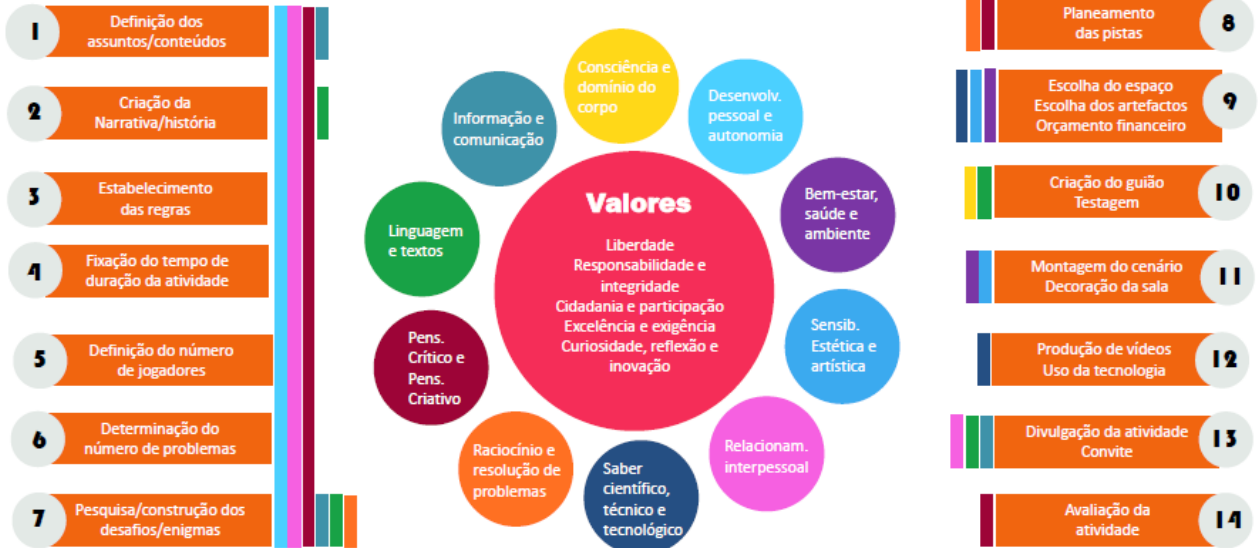 1
Definição dos
assuntos/conteúdos
2
Criação da
Narrativa/história
3
Estabelecimento
das regras
4
Fixação do tempo de
duração da atividade
5
Definição do número
de jogadores
6
Determinação do
número de problemas
7
Pesquisa/construção dos
desafios/enigmas
Consciência e
domínio do
corpo
Desenvolv.
pessoal e
autonomia
Bem-estar,
saúde e
ambiente
Sensib.
Estética e
artística
Relacionam.
interpessoal
Saber
científico,
técnico e
tecnológico
Raciocínio e
resolução de
problemas
Pens.
Crítico e
Pens.
Criativo
Linguagem
e textos
Informação e
comunicação
Valores
Liberdade
Responsabilidade e
integridade
Cidadania e participação
Excelência e exigência
Curiosidade, reflexão e
inovação
Planeamento
das pistas
8
Escolha do espaço
Escolha dos artefactos
Orçamento financeiro
9
Criação do guião
Testagem
10
Montagem do cenário
Decoração da sala
11
Produção de vídeos
Uso da tecnologia
12
Divulgação da atividade
Convite
13
Avaliação da
atividade
14